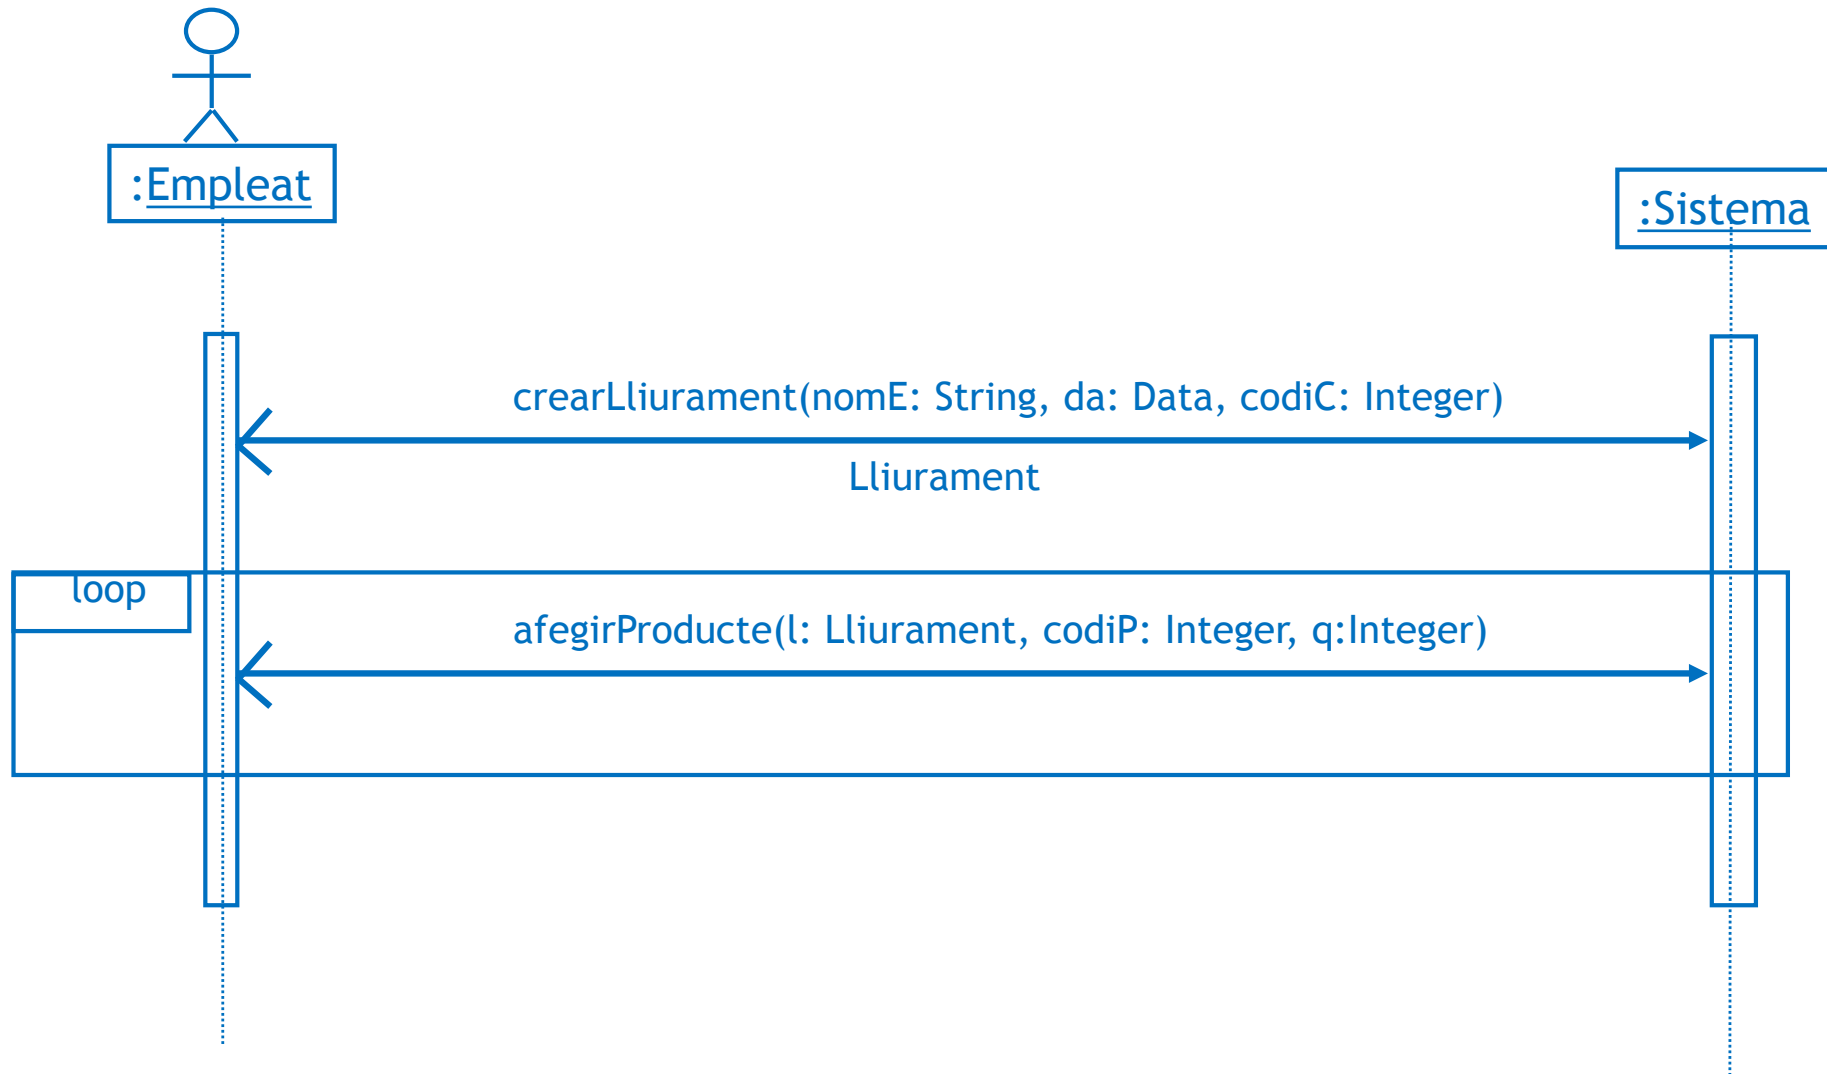 :Empleat
:Sistema
crearLliurament(nomE: String, da: Data, codiC: Integer)
Lliurament
loop
afegirProducte(l: Lliurament, codiP: Integer, q:Integer)